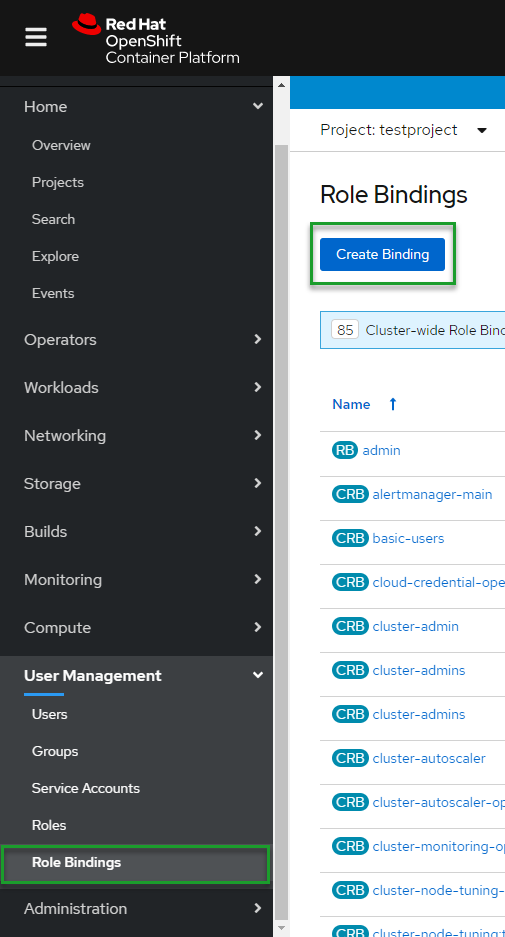 Red Hat
OpenShift
Container Platform
Home
Overview
Projects
Search
Explore
Events
Operators
Workloads
Networking
Storage
Builds
Monitoring
Compute
User Management
Users
Groups
Service Accounts
Roles
Role Bindings
Administration
Project: testproject
Role Bindings
Create Binding
85 Cluster-wide Role Bind
Name
RB admin
CRB alertmanager-main
CRB basic-users
CRB cloud-credential-ope
CRB cluster-admin
CRB cluster-admins
CRB cluster-admins
CRB cluster-autoscaler
CRB cluster-autoscaler-op
CRB cluster-monitoring-op
CRB cluster-node-tuning-
CRB cluster-node-tuning:t